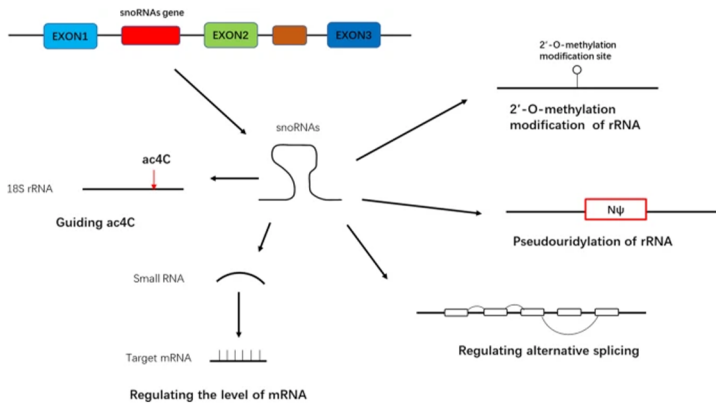 snoRNAs gene
EXON1
EXON2
EXON3
2'-O-methylation
modification site
2'-O-methylation
modification of rRNA
snoRNAs
ac4C
18S rRNA
Guiding ac4C
Nψ
Pseudouridylation of rRNA
Small RNA
Target mRNA
Regulating the level of mRNA
Regulating alternative splicing